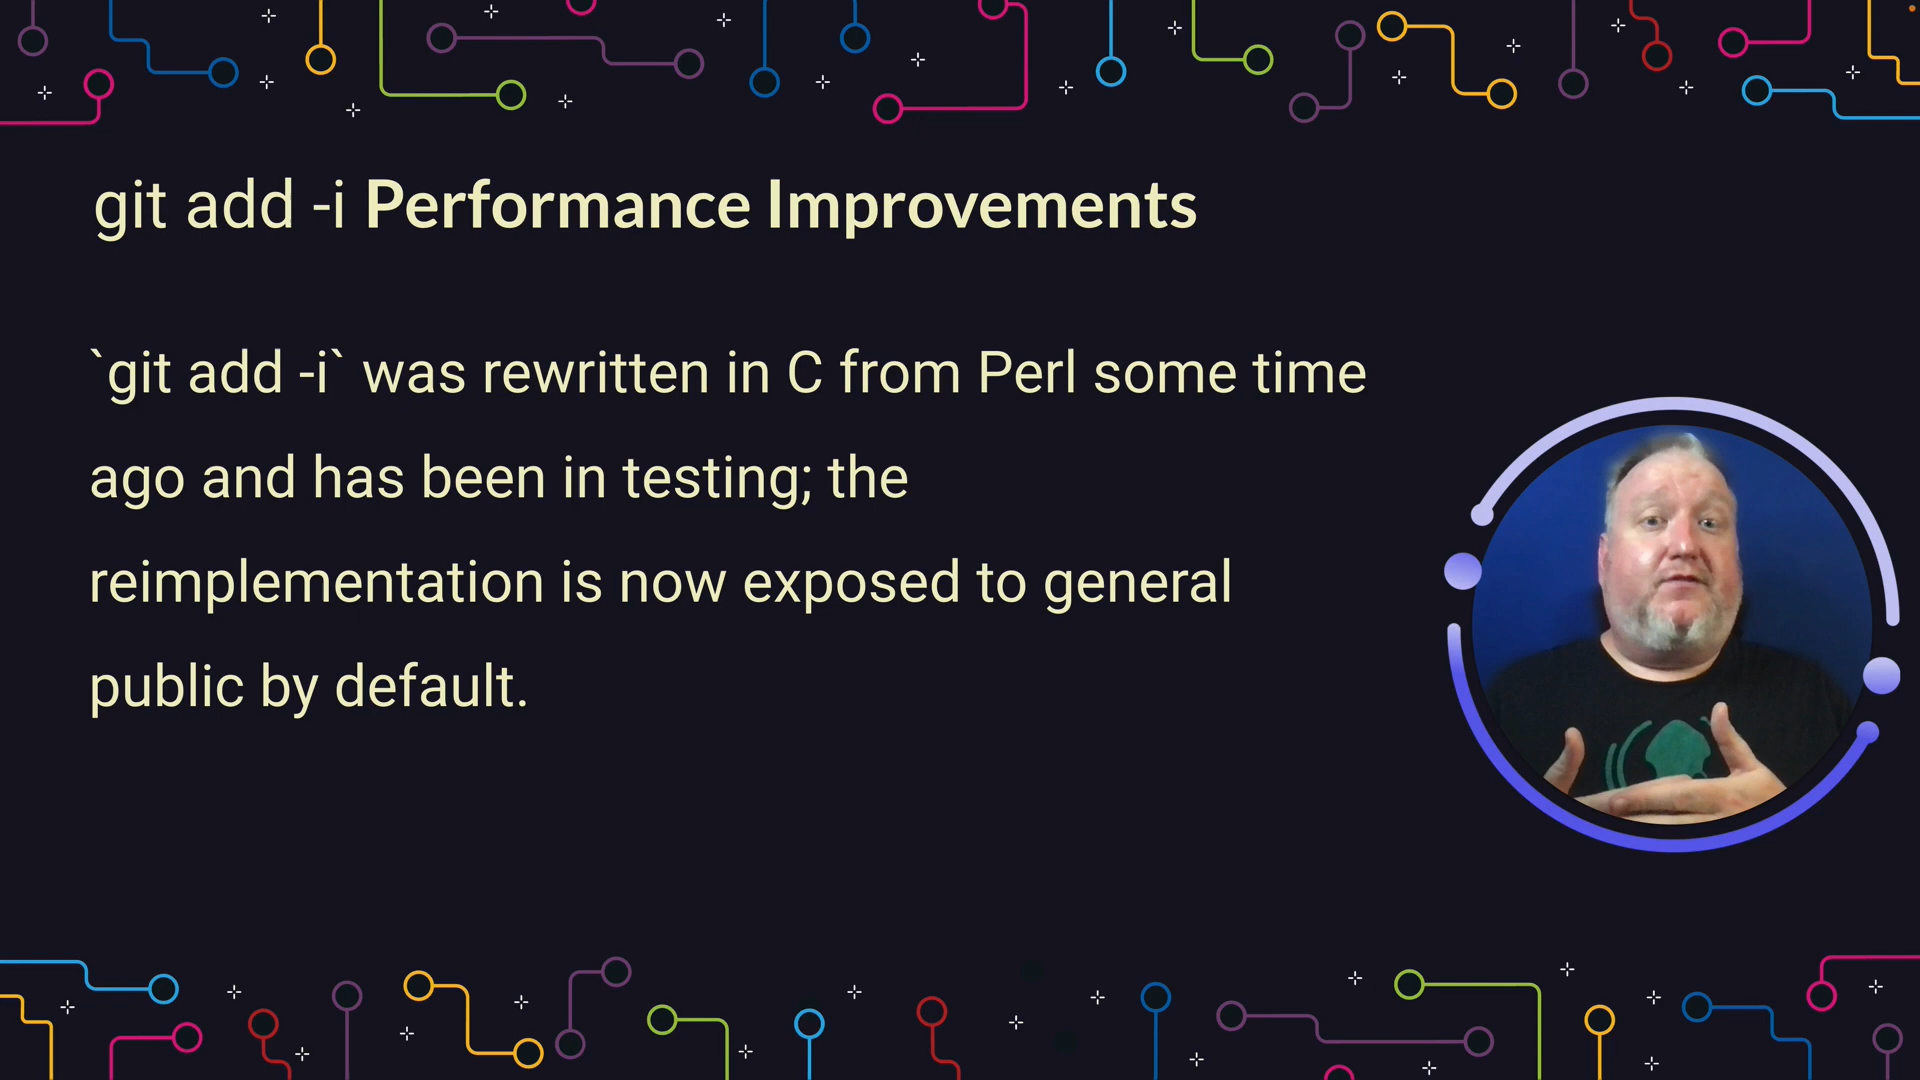 git add -i Performance Improvements
`git add -i` was rewritten in C from Perl some time
ago and has been in testing; the
reimplementation is now exposed to general
public by default.